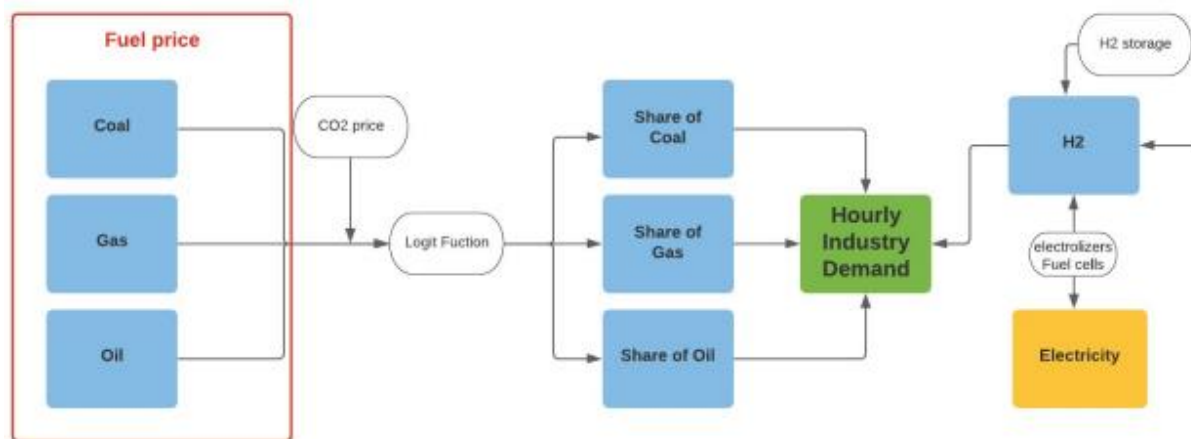 Fuel price
Coal
Gas
Oil
CO2 price
Logit Fuction
Share of
Coal
Share of
Gas
Share of Oil
Hourly
Industry
Demand
H2 storage
H2
electrolizers
Fuel cells
Electricity